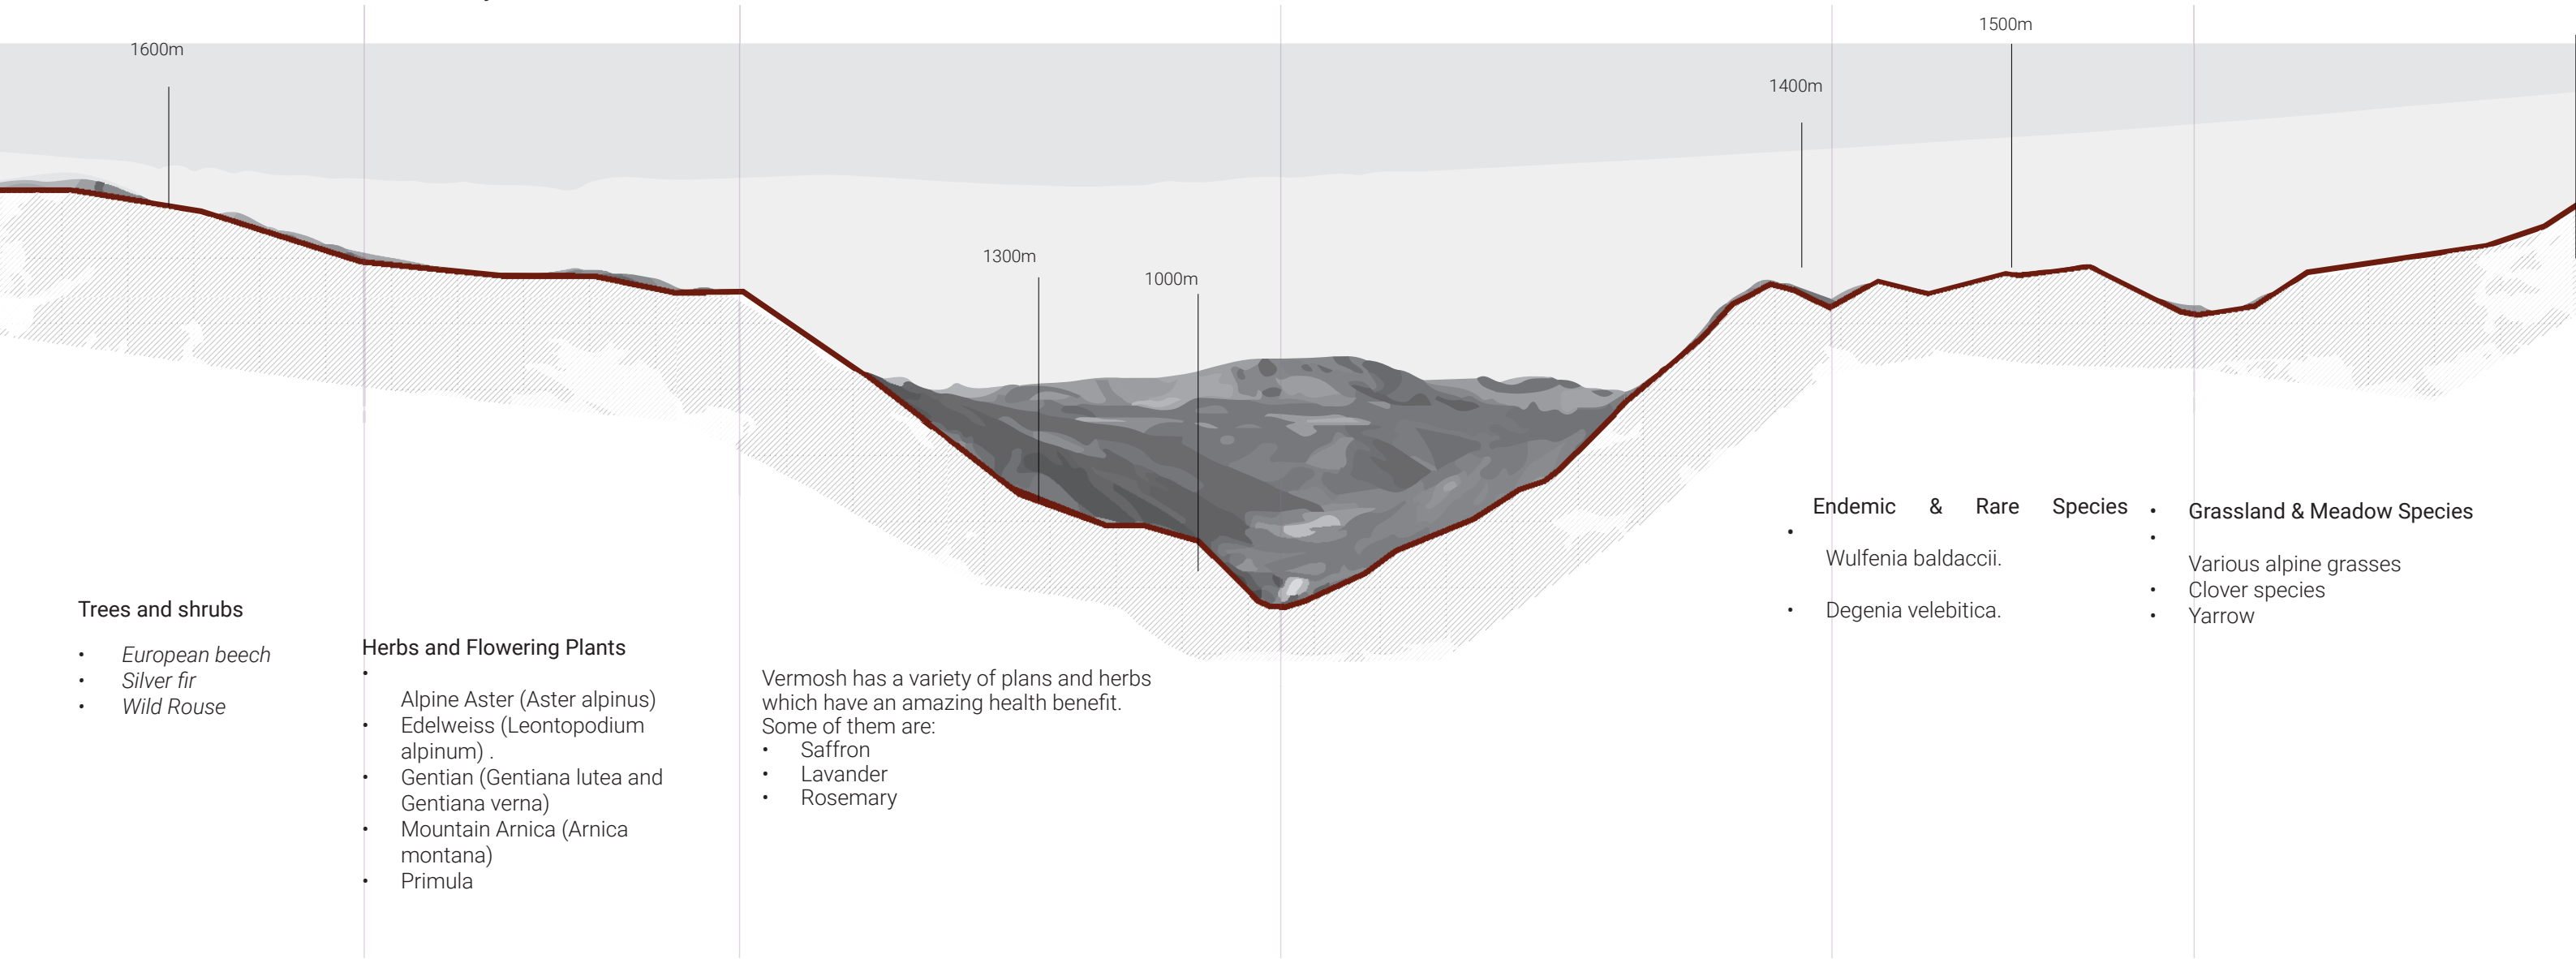 1600m
1500m
1400m
1300m
1000m
Trees and shrubs
• European beech
• Silver fir
• Wild Rouse
Herbs and Flowering Plants
•
Alpine Aster (Aster alpinus)
• Edelweiss (Leontopodium
alpinum) .
• Gentian (Gentiana lutea and
Gentiana verna)
• Mountain Arnica (Arnica
montana)
• Primula
Vermosh has a variety of plans and herbs
which have an amazing health benefit.
Some of them are:
• Saffron
• Lavander
• Rosemary
Endemic & Rare Species
•
Wulfenia baldaccii.
• Degenia velebitica.
• Grassland & Meadow Species
•
Various alpine grasses
• Clover species
• Yarrow